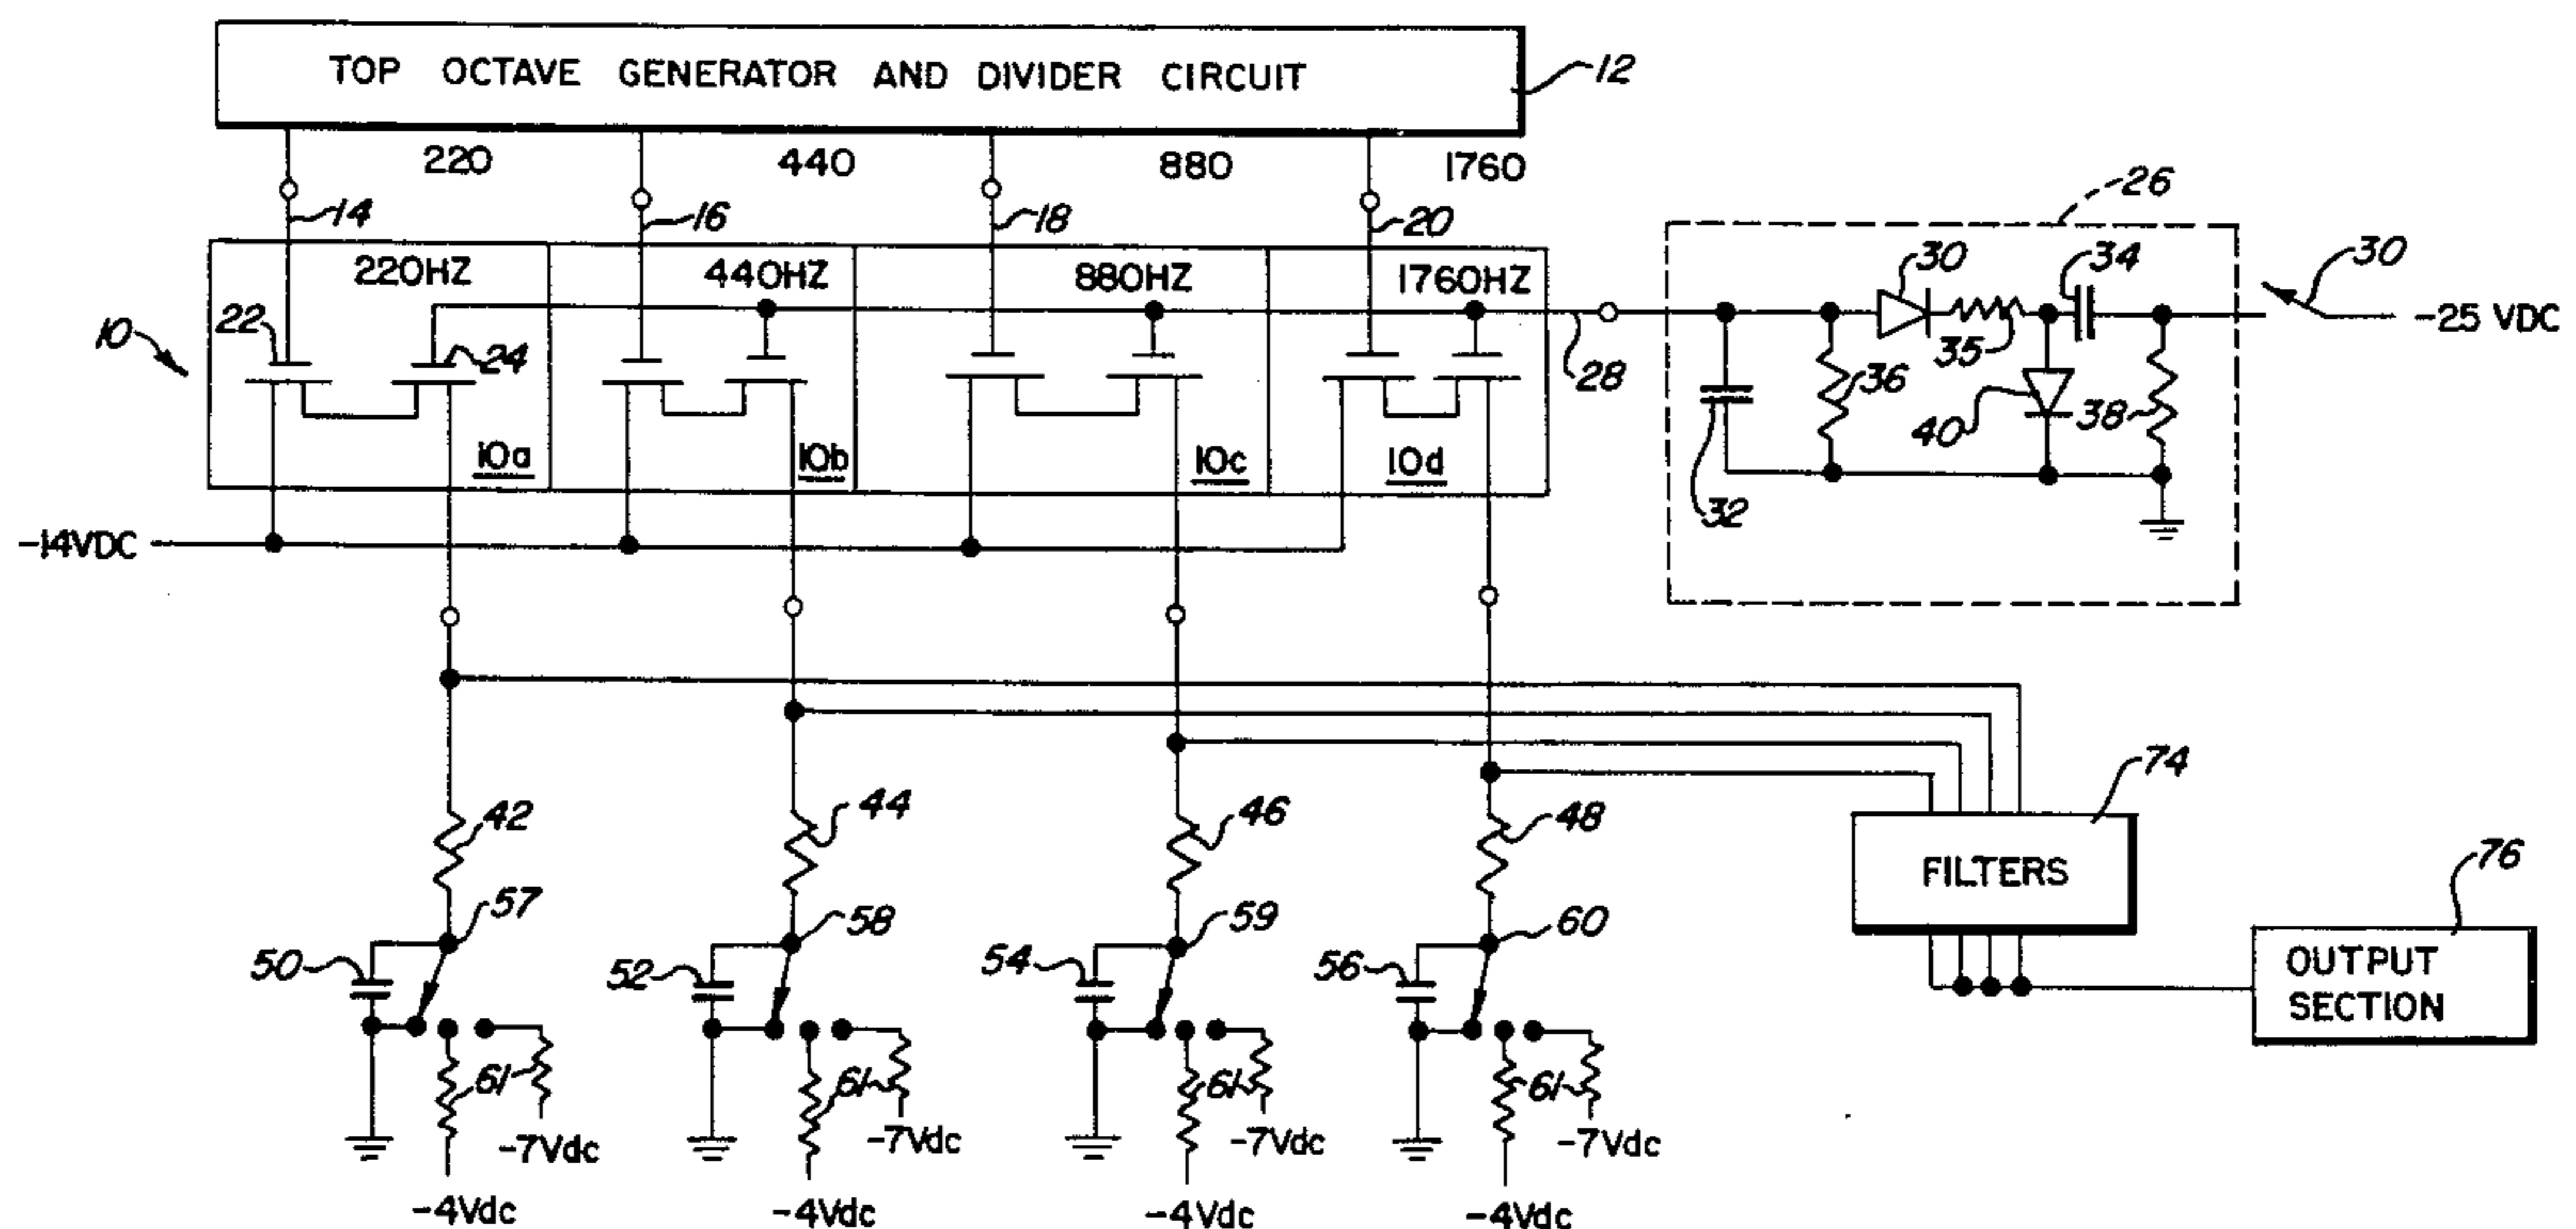 TOP OCTAVE GENERATOR AND DIVIDER CIRCUIT
12
220
440
880
1760
14
16
18
20
26
220HZ
440HZ
880HZ
1760HZ
30
34
30
-25 VDC
22
24
10
28
35
36
40
38
32
10a
10b
10c
10d
-14VDC
42
44
46
48
74
FILTERS
57
58
59
60
76
50
52
54
56
OUTPUT
SECTION
61
61
61
61
-7Vdc
-7Vdc
-7Vdc
-7Vdc
-4Vdc
-4Vdc
-4Vdc
-4Vdc